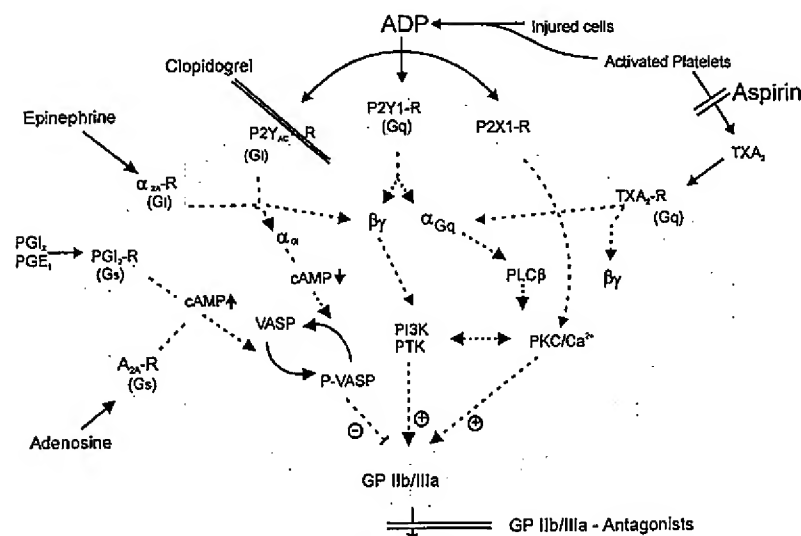 ADP
Injured cells
Activated Platelets
Clopidogrel
Aspirin
Epinephrine
P2Y1-R
(Gq)
P2YAC - R
(GI)
P2X1-R
TXA2
α2A-R
(GI)
TXA2-R
(Gq)
βγ
αGq
αGI
PGI2
PGE1
PGI2-R
(Gs)
PLCβ
βγ
cAMP
cAMP
VASP
PI3K
PTK
PKC/Ca2+
A2A-R
(Gs)
P-VASP
Adenosine
GP IIb/IIIa
GP IIb/IIIa - Antagonists